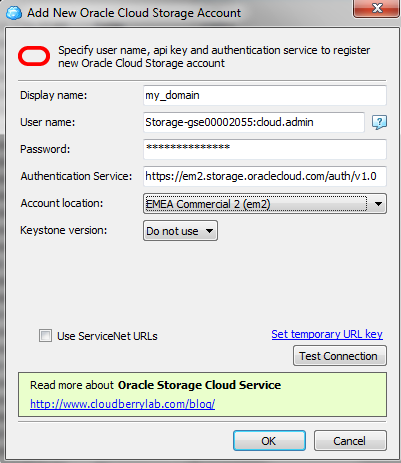 Add New Oracle Cloud Storage Account
Specify user name, api key and authentication service to register
new Oracle Cloud Storage account
Display name: my_domain
User name: Storage-gse00002055:cloud.admin
Password: **************
Authentication Service: https://em2.storage.oraclecloud.com/auth/v1.0
Account location: EMEA Commercial 2 (em2)
Keystone version: Do not use
Use ServiceNet URLs
Set temporary URL key
Test Connection
Read more about Oracle Storage Cloud Service
http://www.cloudberrylab.com/blog/
OK Cancel